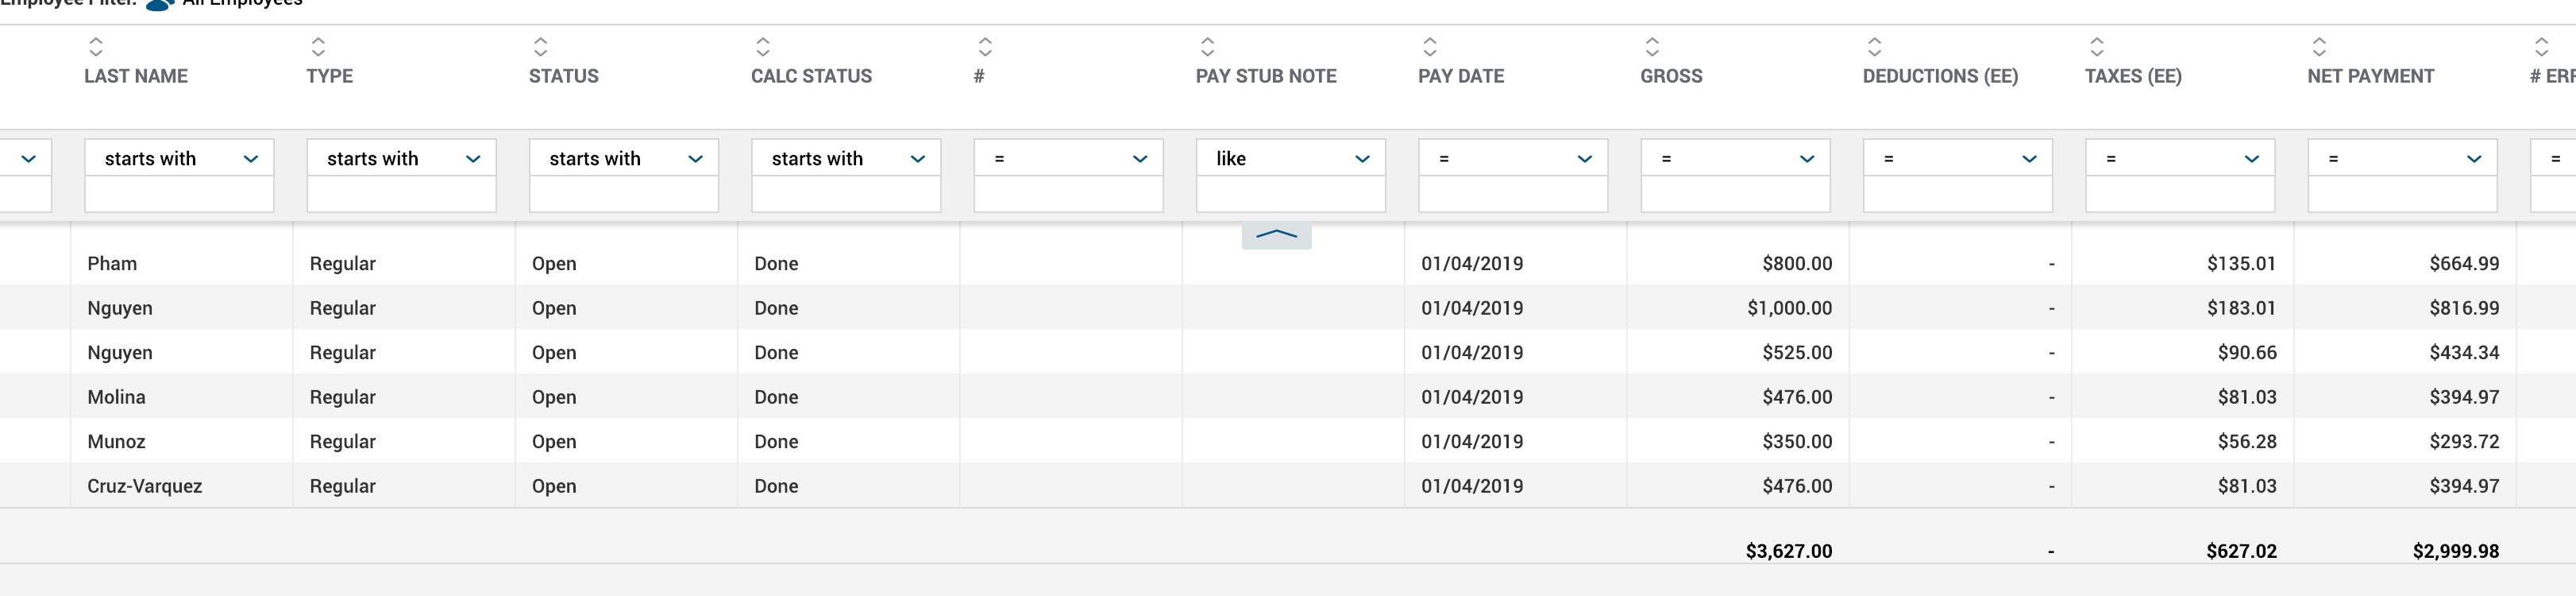 Employee Filter: All Employees
LAST NAME TYPE STATUS CALC STATUS # PAY STUB NOTE PAY DATE GROSS DEDUCTIONS (EE) TAXES (EE) NET PAYMENT # ERR
starts with starts with starts with starts with = like = = = = = =
Pham Regular Open Done 01/04/2019 $800.00 - $135.01 $664.99
Nguyen Regular Open Done 01/04/2019 $1,000.00 - $183.01 $816.99
Nguyen Regular Open Done 01/04/2019 $525.00 - $90.66 $434.34
Molina Regular Open Done 01/04/2019 $476.00 - $81.03 $394.97
Munoz Regular Open Done 01/04/2019 $350.00 - $56.28 $293.72
Cruz-Varquez Regular Open Done 01/04/2019 $476.00 - $81.03 $394.97
$3,627.00 - $627.02 $2,999.98